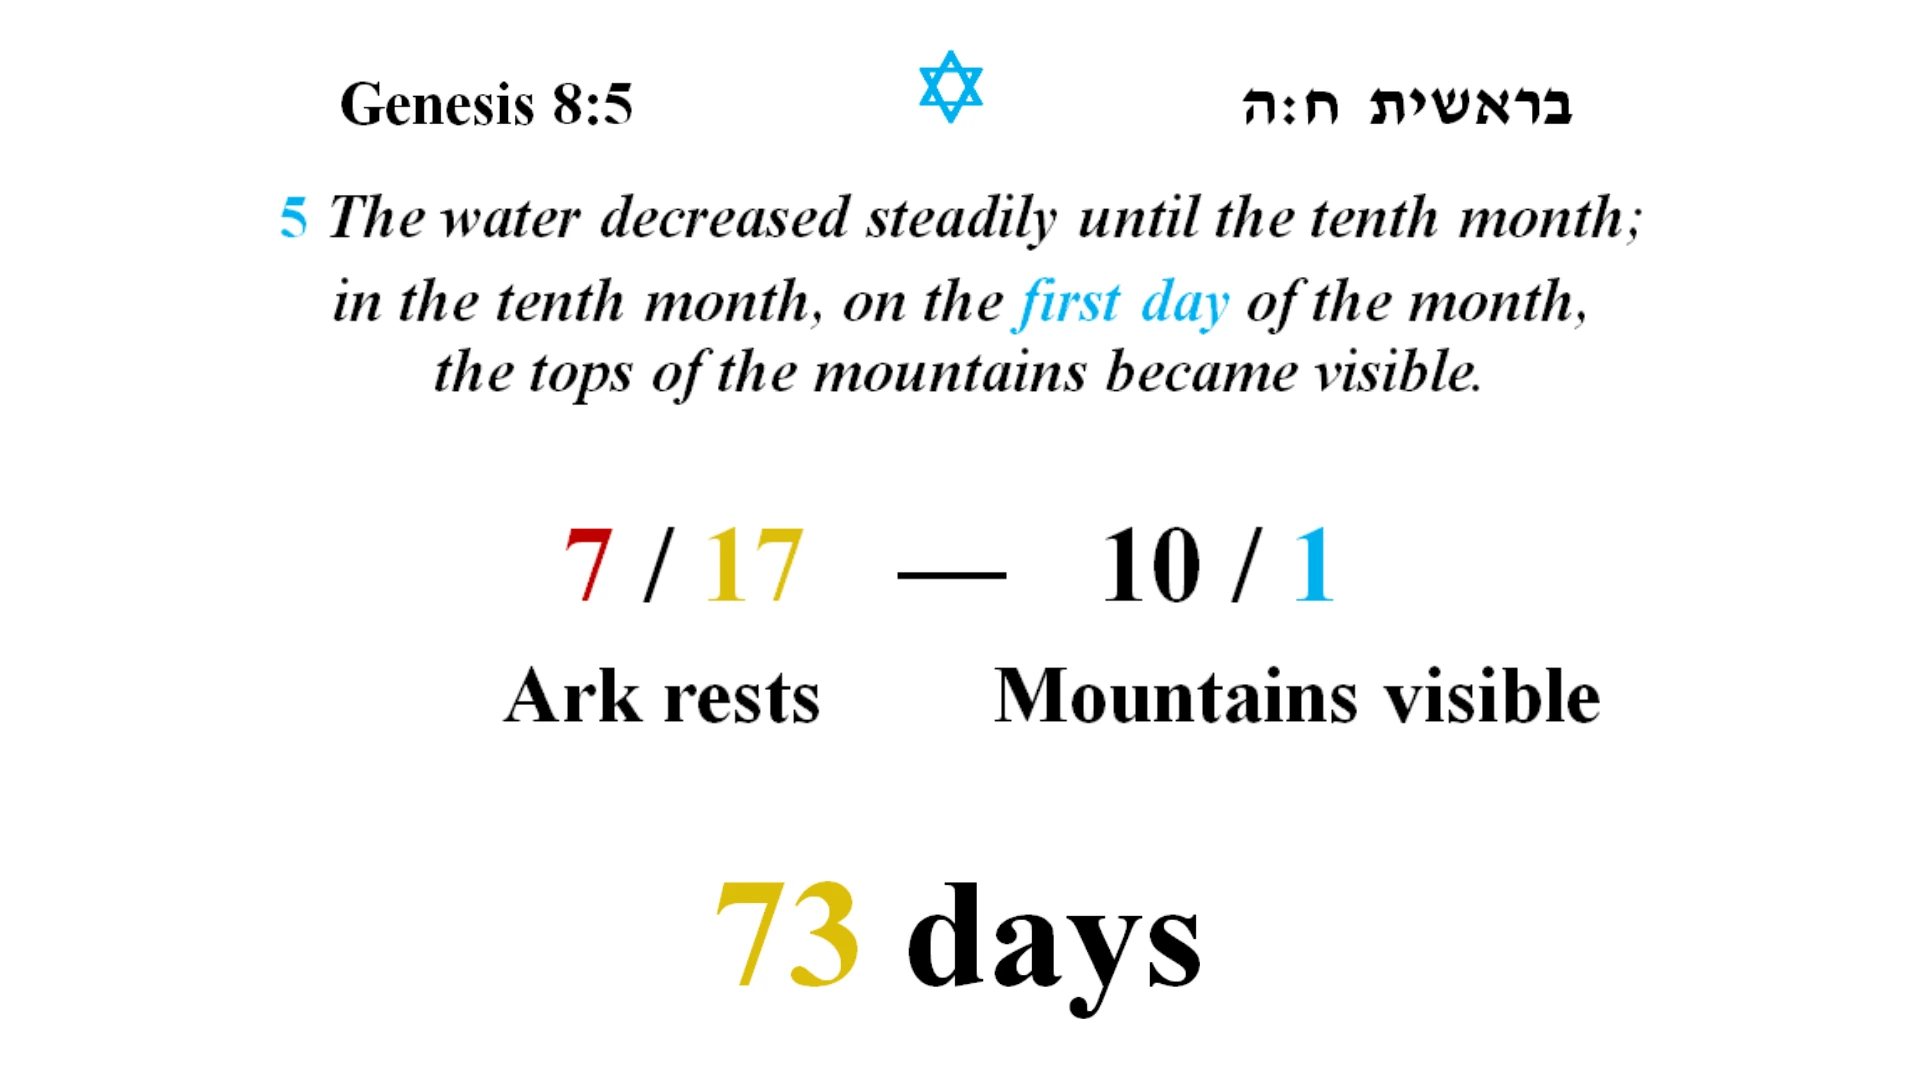 Genesis 8:5 בראשית ח:ה
5 The water decreased steadily until the tenth month;
in the tenth month, on the first day of the month,
the tops of the mountains became visible.
7 / 17 — 10 / 1
Ark rests Mountains visible
73 days